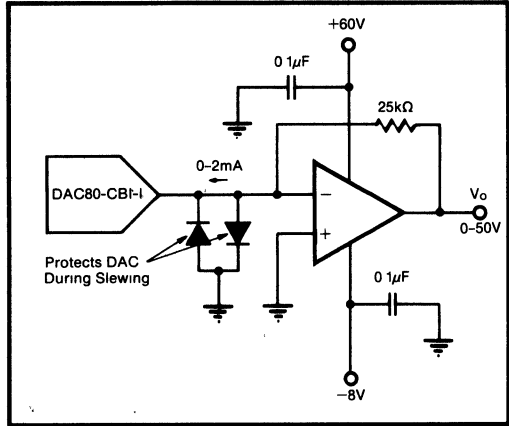 +60V
0 1µF
25kΩ
0–2mA
DAC80-CBI-I
−
+
Vo
0–50V
Protects DAC
During Slewing
0 1µF
−8V